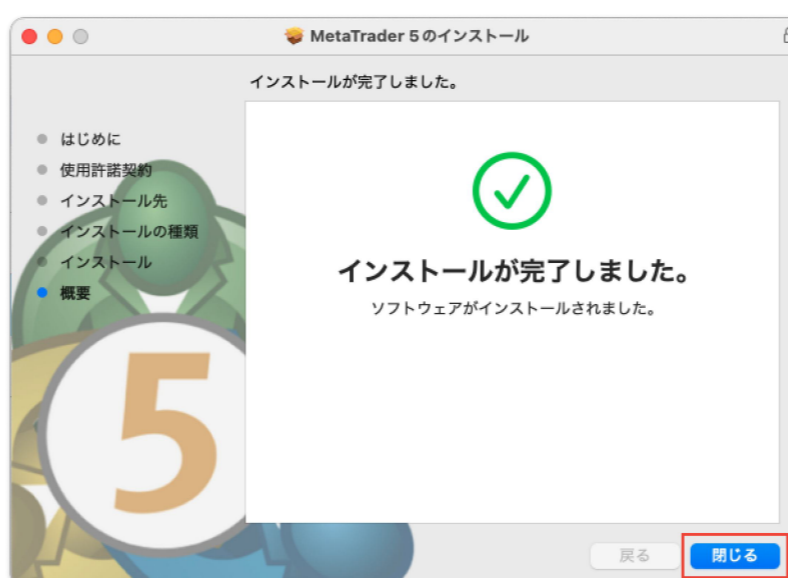 MetaTrader 5 のインストール
インストールが完了しました。
はじめに
使用許諾契約
インストール先
インストールの種類
インストール
概要
5
インストールが完了しました。
ソフトウェアがインストールされました。
戻る
閉じる